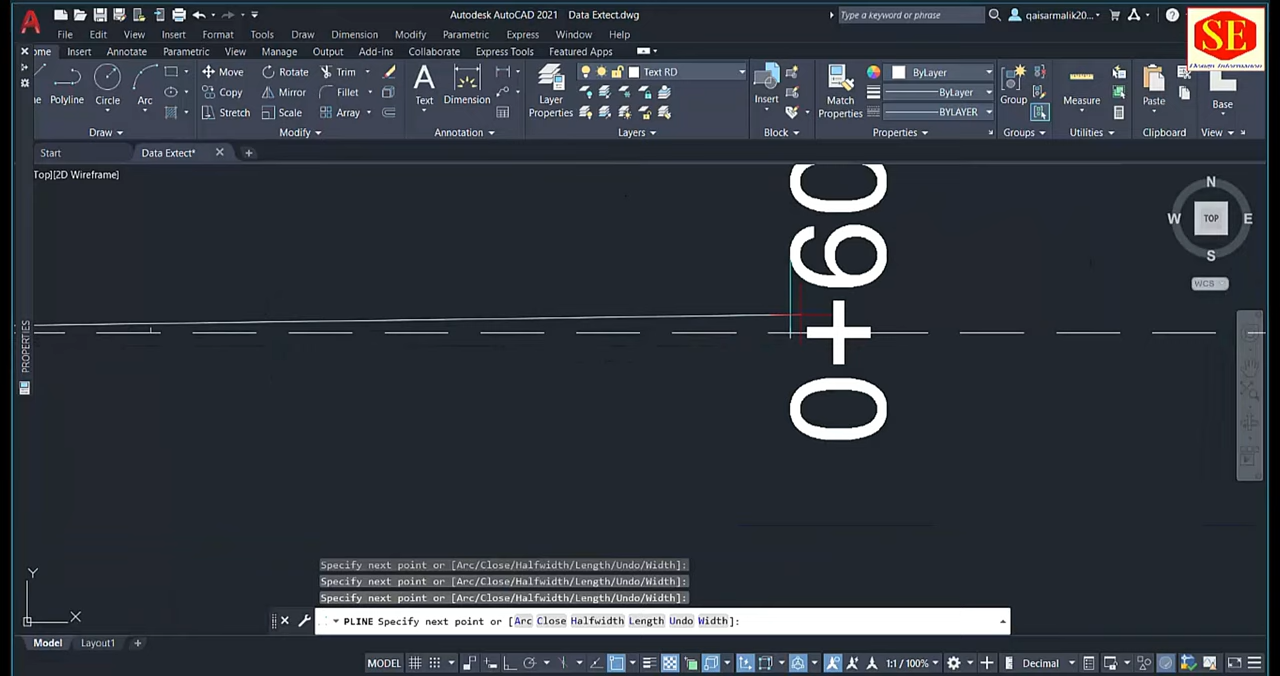 Autodesk AutoCAD 2021 Data Extect.dwg
Type a keyword or phrase
qaisarmalik20...
SE
File Edit View Insert Format Tools Draw Dimension Modify Parametric Express Window Help
ome Insert Annotate Parametric View Manage Output Add-ins Collaborate Express Tools Featured Apps
Move Rotate Trim
Text RD
ByLayer
Copy Mirror Fillet
ByLayer
Stretch Scale Array
BYLAYER
ne Polyline Circle Arc
Text Dimension
Layer Properties
Insert
Match Properties
Group
Measure
Paste
Base
Draw Modify Annotation Layers Block Properties Groups Utilities Clipboard View
Start Data Extect*
Top][2D Wireframe]
N
W TOP E
S
WCS
0+60
PROPERTIES
Y
X
Specify next point or [Arc/Close/Halfwidth/Length/Undo/Width]:
Specify next point or [Arc/Close/Halfwidth/Length/Undo/Width]:
Specify next point or [Arc/Close/Halfwidth/Length/Undo/Width]:
PLINE Specify next point or [Arc Close Halfwidth Length Undo Width]:
Model Layout1
MODEL 1:1 / 100% Decimal